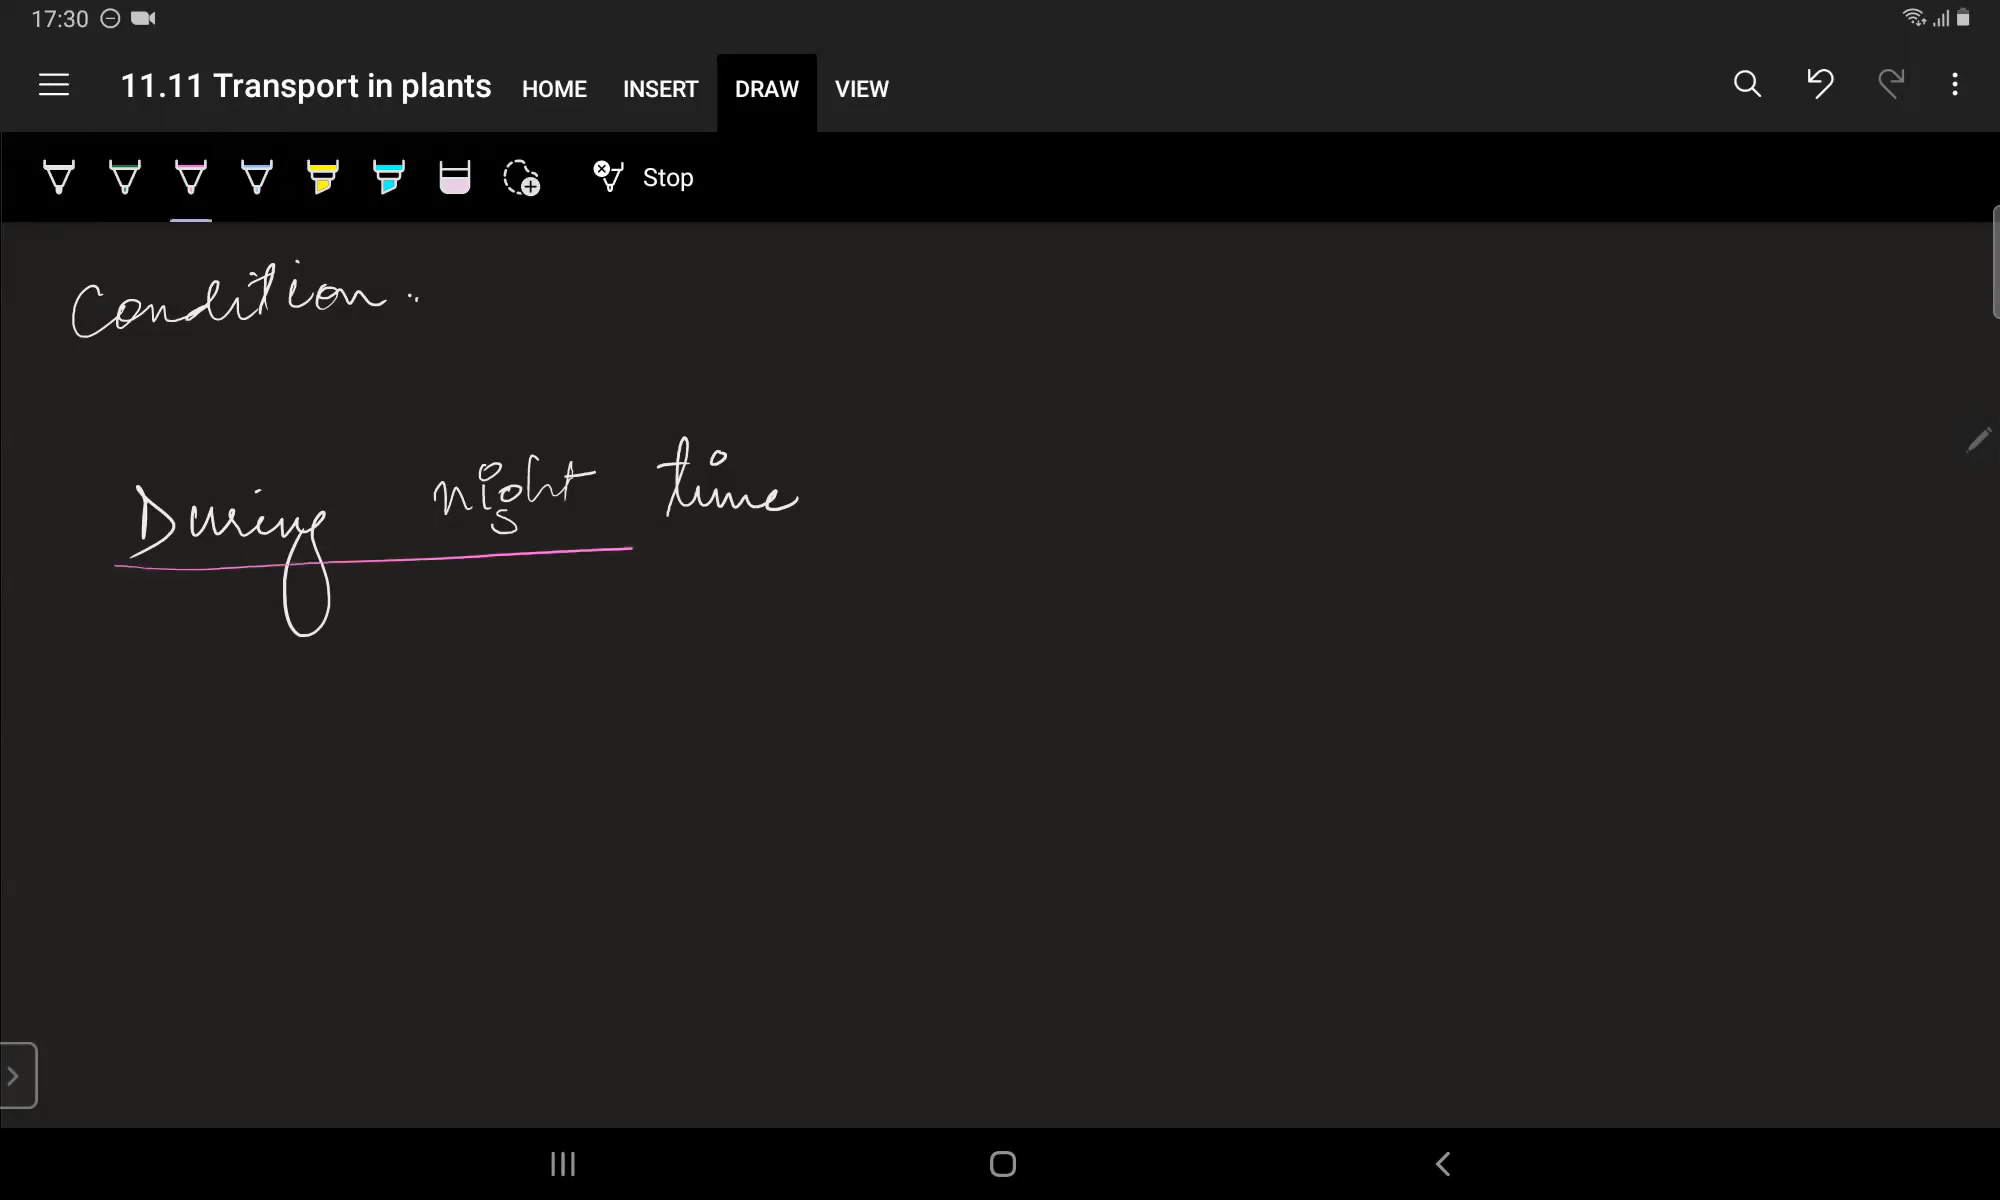 17:30
11.11 Transport in plants HOME INSERT DRAW VIEW
Stop
Condition.
During night time